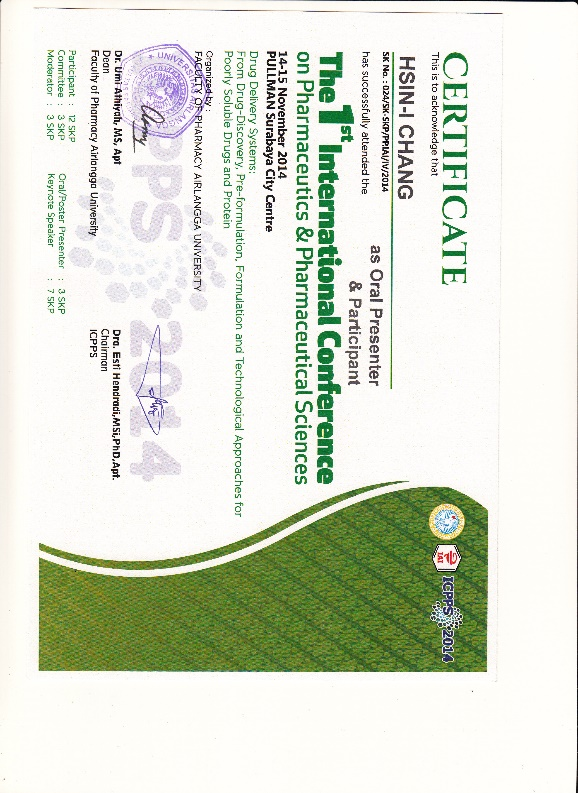 CERTIFICATE
This is to acknowledge that
HSIN-I CHANG
as Oral Presenter
& Participant
SK No. : 024/SK-SKP/PPIAI/IV/2014
has successfully attended the
The 1st International Conference
on Pharmaceutics & Pharmaceutical Sciences
14-15 November 2014
PULLMAN Surabaya City Centre
Drug Delivery Systems:
From Drug-Discovery, Pre-formulation, Formulation and Technological Approaches for
Poorly Soluble Drugs and Protein
Organized by :
FACULTY OF PHARMACY AIRLANGGA UNIVERSITY
ICPPS 2014
Dr. Umi Athiyah, MS, Apt
Dean
Faculty of Pharmacy Airlangga University
Dra. Esti Hendradi,MSi,PhD,Apt.
Chairman
ICPPS
Participant : 12 SKP Oral/Poster Presenter : 3 SKP
Committee : 3 SKP Keynote Speaker : 7 SKP
Moderator : 3 SKP